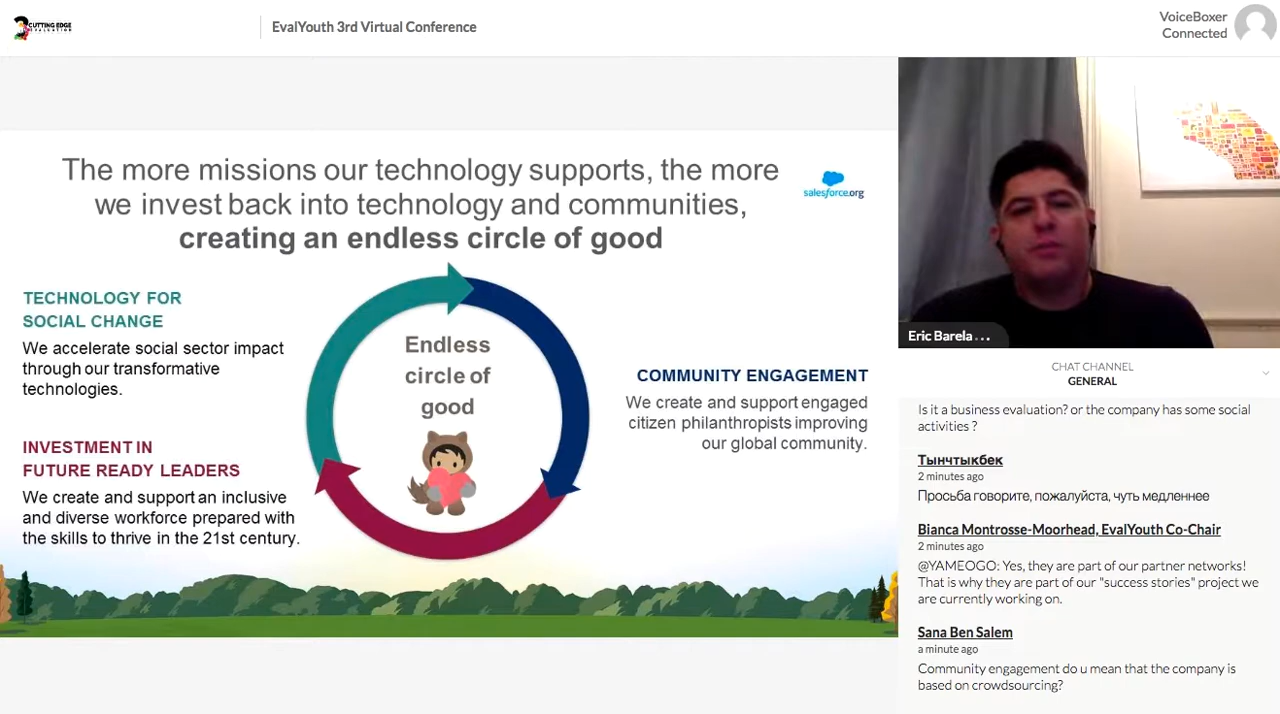 CUTTING EDGE
EvalYouth 3rd Virtual Conference
VoiceBoxer
Connected
The more missions our technology supports, the more
we invest back into technology and communities,
creating an endless circle of good
salesforce.org
TECHNOLOGY FOR
SOCIAL CHANGE
We accelerate social sector impact
through our transformative
technologies.
INVESTMENT IN
FUTURE READY LEADERS
We create and support an inclusive
and diverse workforce prepared with
the skills to thrive in the 21st century.
Endless
circle of
good
COMMUNITY ENGAGEMENT
We create and support engaged
citizen philanthropists improving
our global community.
Eric Barela ...
CHAT CHANNEL
GENERAL
Is it a business evaluation? or the company has some social
activities ?
Тынчтыкбек
2 minutes ago
Просьба говорите, пожалуйста, чуть медленнее
Bianca Montrosse-Moorhead, EvalYouth Co-Chair
2 minutes ago
@YAMEOGO: Yes, they are part of our partner networks!
That is why they are part of our "success stories" project we
are currently working on.
Sana Ben Salem
a minute ago
Community engagement do u mean that the company is
based on crowdsourcing?